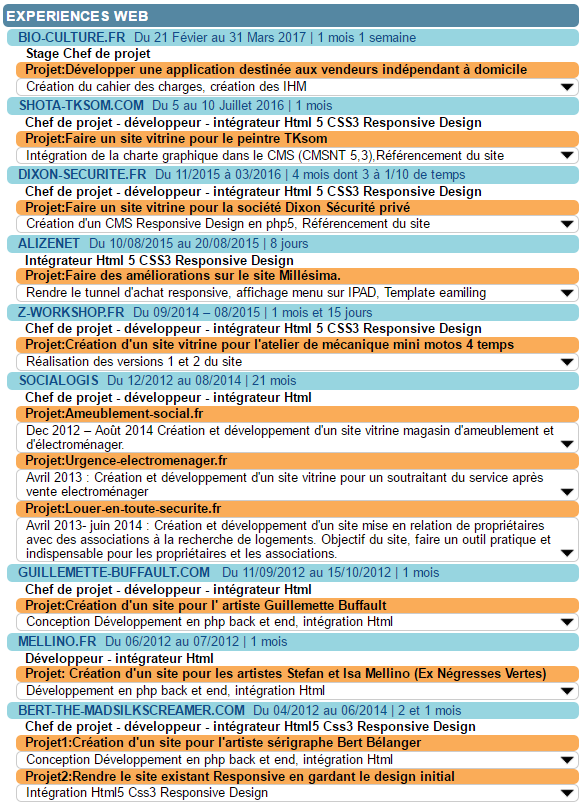 EXPERIENCES WEB
BIO-CULTURE.FR Du 21 Févier au 31 Mars 2017 | 1 mois 1 semaine
Stage Chef de projet
Projet:Développer une application destinée aux vendeurs indépendant à domicile
Création du cahier des charges, création des IHM
SHOTA-TKSOM.COM Du 5 au 10 Juillet 2016 | 1 mois
Chef de projet - développeur - intégrateur Html 5 CSS3 Responsive Design
Projet:Faire un site vitrine pour le peintre TKsom
Intégration de la charte graphique dans le CMS (CMSNT 5,3),Référencement du site
DIXON-SECURITE.FR Du 11/2015 à 03/2016 | 4 mois dont 3 à 1/10 de temps
Chef de projet - développeur - intégrateur Html 5 CSS3 Responsive Design
Projet:Faire un site vitrine pour la société Dixon Sécurité privé
Création d'un CMS Responsive Design en php5, Référencement du site
ALIZENET Du 10/08/2015 au 20/08/2015 | 8 jours
Intégrateur Html 5 CSS3 Responsive Design
Projet:Faire des améliorations sur le site Millésima.
Rendre le tunnel d'achat responsive, affichage menu sur IPAD, Template eamiling
Z-WORKSHOP.FR Du 09/2014 – 08/2015 | 1 mois et 15 jours
Chef de projet - développeur - intégrateur Html 5 CSS3 Responsive Design
Projet:Création d'un site vitrine pour l'atelier de mécanique mini motos 4 temps
Réalisation des versions 1 et 2 du site
SOCIALOGIS Du 12/2012 au 08/2014 | 21 mois
Chef de projet - développeur - intégrateur Html
Projet:Ameublement-social.fr
Dec 2012 – Août 2014 Création et développement d'un site vitrine magasin d'ameublement et
d'électroménager.
Projet:Urgence-electromenager.fr
Avril 2013 : Création et développement d'un site vitrine pour un soutraitant du service après
vente electroménager
Projet:Louer-en-toute-securite.fr
Avril 2013- juin 2014 : Création et développement d'un site mise en relation de propriétaires
avec des associations à la recherche de logements. Objectif du site, faire un outil pratique et
indispensable pour les propriétaires et les associations.
GUILLEMETTE-BUFFAULT.COM Du 11/09/2012 au 15/10/2012 | 1 mois
Chef de projet - développeur - intégrateur Html
Projet:Création d'un site pour l' artiste Guillemette Buffault
Conception Développement en php back et end, intégration Html
MELLINO.FR Du 06/2012 au 07/2012 | 1 mois
Développeur - intégrateur Html
Projet: Création d'un site pour les artistes Stefan et Isa Mellino (Ex Négresses Vertes)
Développement en php back et end, intégration Html
BERT-THE-MADSILKSCREAMER.COM Du 04/2012 au 06/2014 | 2 et 1 mois
Chef de projet - développeur - intégrateur Html5 Css3 Responsive Design
Projet1:Création d'un site pour l'artiste sérigraphe Bert Bélanger
Conception Développement en php back et end, intégration Html
Projet2:Rendre le site existant Responsive en gardant le design initial
Intégration Html5 Css3 Responsive Design